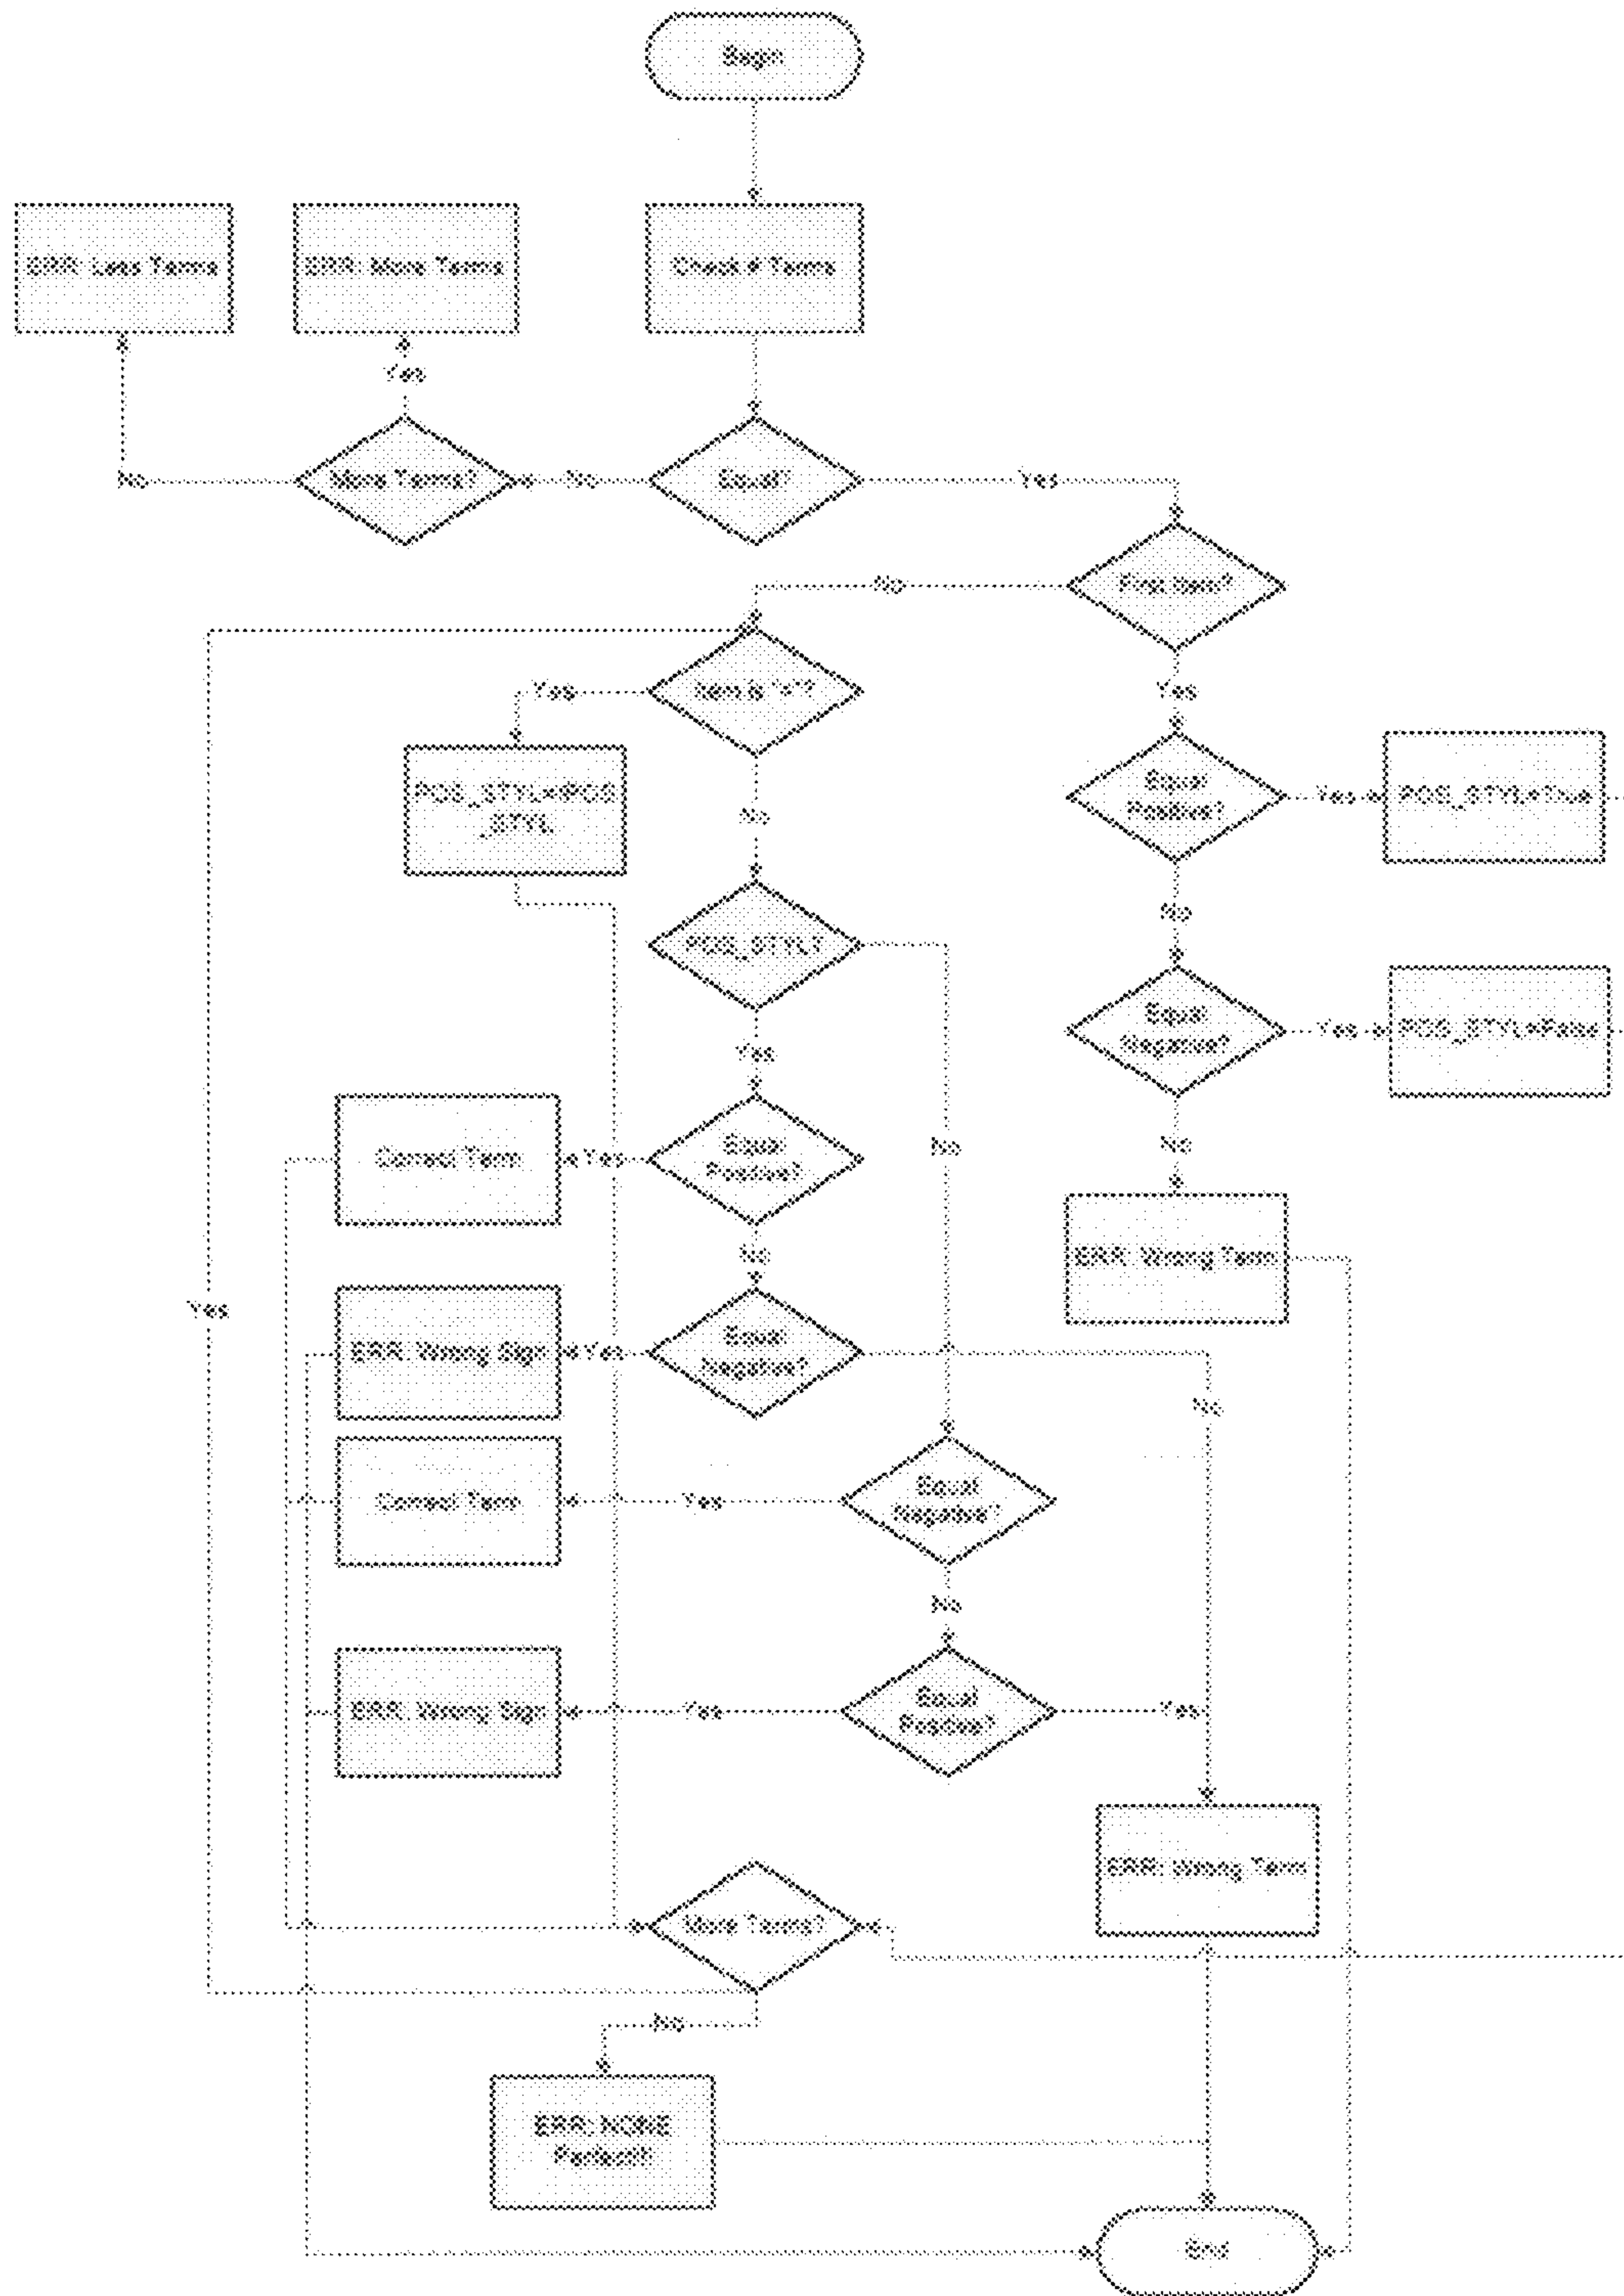 Begin
ERR: Less Terms
ERR: More Terms
Check # Terms
Yes
No
More Terms?
No
Equal?
Yes
No
First item?
Yes
Item is "="?
Yes
POS_STYL=!POS
_STYL
No
Equal
Positive?
Yes
POS_STYL=True
No
POS_STYL?
Yes
Equal
Negative?
Yes
POS_STYL=False
No
No
Correct Term
Yes
Equal
Positive?
No
ERR: Wrong Term
Yes
ERR: Wrong Sign
Yes
Equal
Negative?
No
Correct Term
Yes
Equal
Negative?
No
ERR: Wrong Sign
Yes
Equal
Positive?
Yes
ERR: Wrong Term
More Terms?
No
ERR: NONE
Perfect!!
End